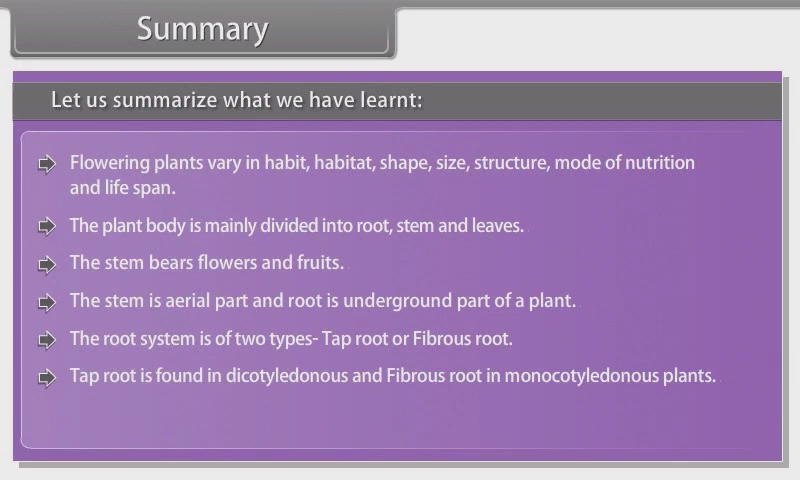 Summary
Let us summarize what we have learnt:
Flowering plants vary in habit, habitat, shape, size, structure, mode of nutrition
and life span.
The plant body is mainly divided into root, stem and leaves.
The stem bears flowers and fruits.
The stem is aerial part and root is underground part of a plant.
The root system is of two types- Tap root or Fibrous root.
Tap root is found in dicotyledonous and Fibrous root in monocotyledonous plants.